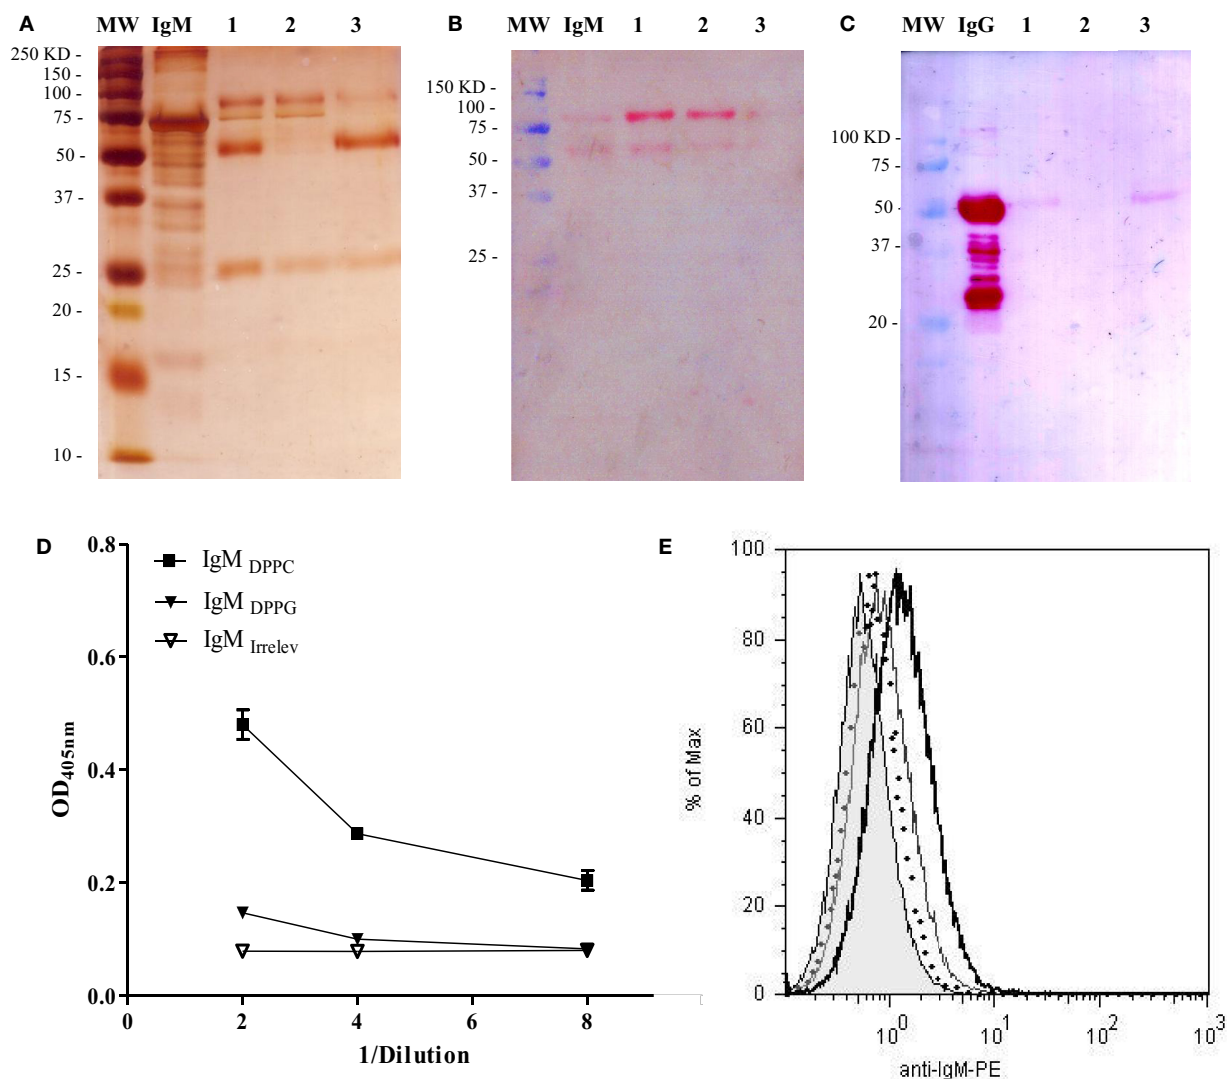 A MW IgM 1 2 3
250 KD -
150 -
100 -
75 -
50 -
37 -
25 -
20 -
15 -
10 -
B MW IgM 1 2 3
150 KD -
100 -
75 -
50 -
37 -
25 -
C MW IgG 1 2 3
100 KD -
75 -
50 -
37 -
20 -
D
IgM DPPC
IgM DPPG
IgM Irrelev
0.8
0.6
0.4
0.2
0.0
OD405nm
0 2 4 6 8
1/Dilution
E
100
80
60
40
20
0
% of Max
10^0 10^1 10^2 10^3
anti-IgM-PE